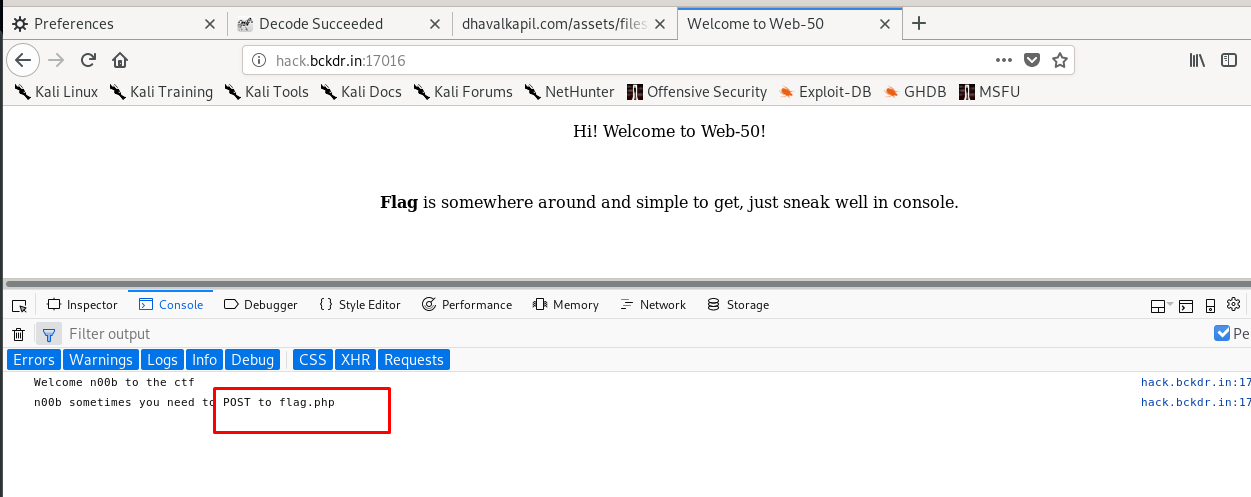 Preferences Decode Succeeded dhavalkapil.com/assets/files Welcome to Web-50
hack.bckdr.in:17016
Kali Linux Kali Training Kali Tools Kali Docs Kali Forums NetHunter Offensive Security Exploit-DB GHDB MSFU
Hi! Welcome to Web-50!
Flag is somewhere around and simple to get, just sneak well in console.
Inspector Console Debugger Style Editor Performance Memory Network Storage
Filter output Pe
Errors Warnings Logs Info Debug CSS XHR Requests
Welcome n00b to the ctf hack.bckdr.in:17
n00b sometimes you need to POST to flag.php hack.bckdr.in:17